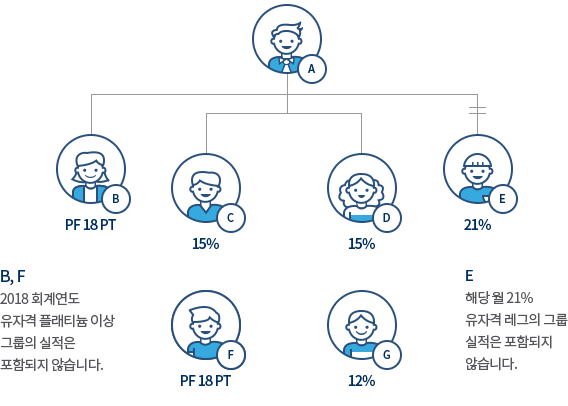 A
B
C
D
E
PF 18 PT
15%
15%
21%
B, F
2018 회계연도
유자격 플래티늄 이상
그룹의 실적은
포함되지 않습니다.
F
G
PF 18 PT
12%
E
해당 월 21%
유자격 레그의 그룹
실적은 포함되지
않습니다.